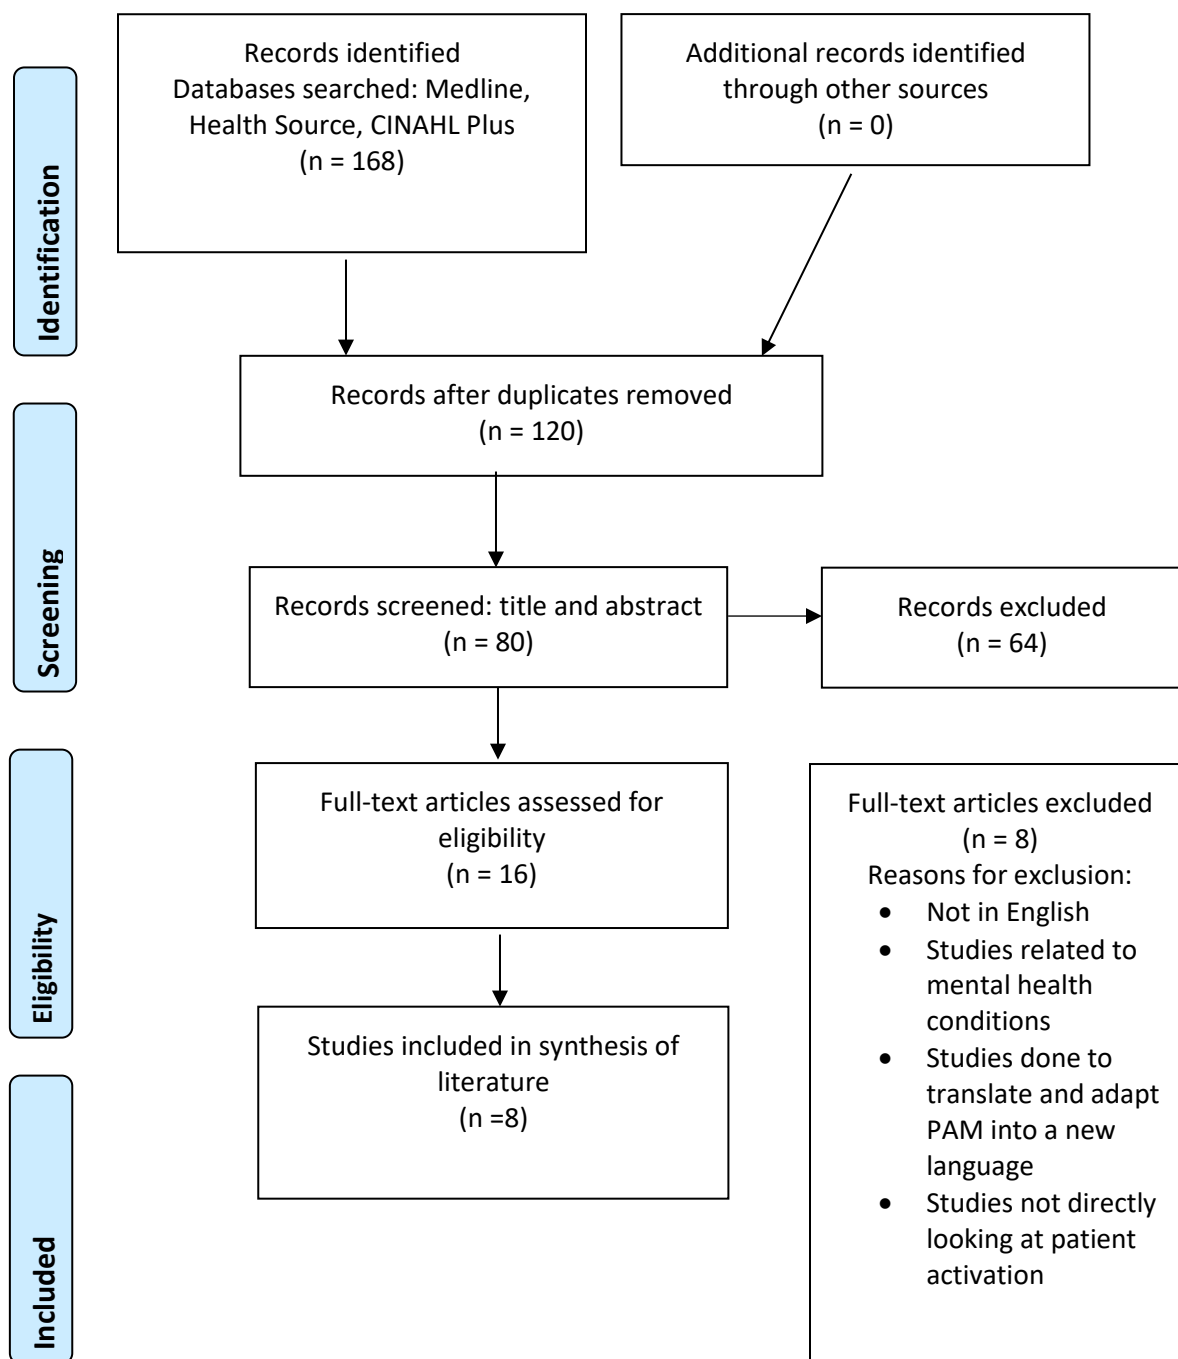 Identification
Records identified
Databases searched: Medline,
Health Source, CINAHL Plus
(n = 168)
Additional records identified
through other sources
(n = 0)
Records after duplicates removed
(n = 120)
Screening
Records screened: title and abstract
(n = 80)
Records excluded
(n = 64)
Eligibility
Full-text articles assessed for
eligibility
(n = 16)
Full-text articles excluded
(n = 8)
Reasons for exclusion:
• Not in English
• Studies related to
mental health
conditions
• Studies done to
translate and adapt
PAM into a new
language
• Studies not directly
looking at patient
activation
Included
Studies included in synthesis of
literature
(n =8)